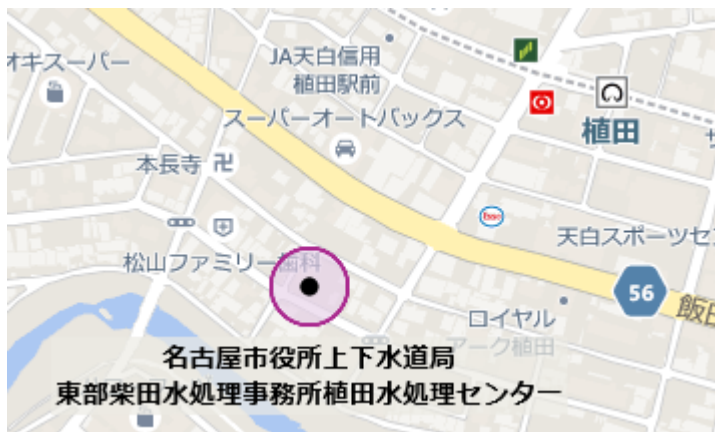 JA天白信用
植田駅前
オキスーパー
スーパーオートバックス
植田
本長寺
Esso
天白スポーツセ
松山ファミリー歯科
56
飯田
ロイヤル
アーク植田
名古屋市役所上下水道局
東部柴田水処理事務所植田水処理センター